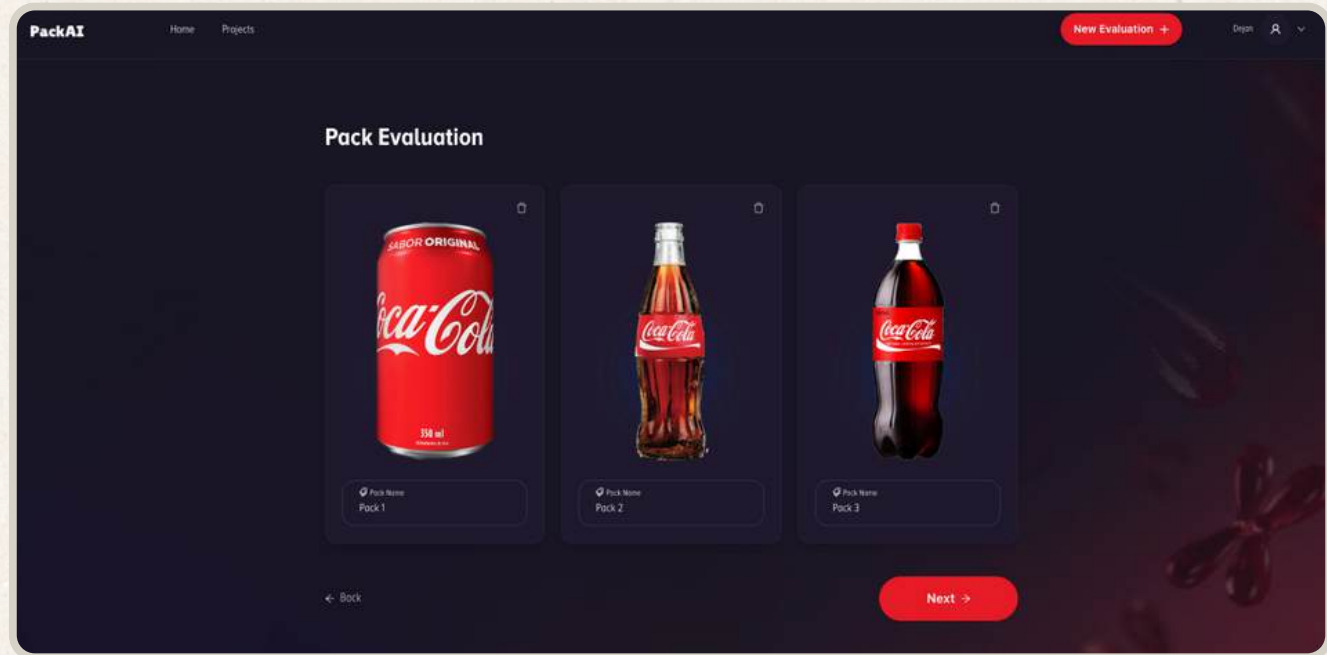 PackAI
Home
Projects
New Evaluation +
Dejan
Pack Evaluation
SABOR ORIGINAL
Coca-Cola
350 ml
Coca-Cola
Coca-Cola
Pack Name
Pack 1
Pack Name
Pack 2
Pack Name
Pack 3
← Back
Next →